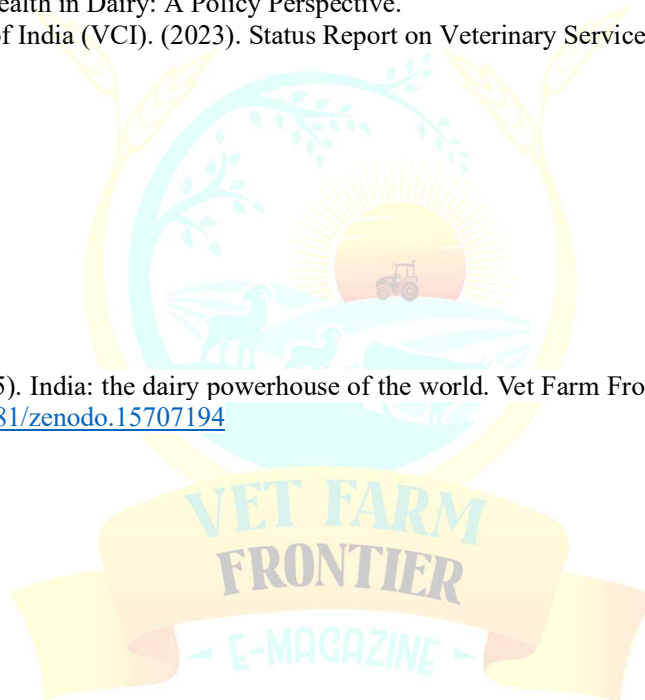 ealth in Dairy: A Policy Perspective.
of India (VCI). (2023). Status Report on Veterinary Service
5). India: the dairy powerhouse of the world. Vet Farm Fro
81/zenodo.15707194
VET FARM
FRONTIER
E-MAGAZINE